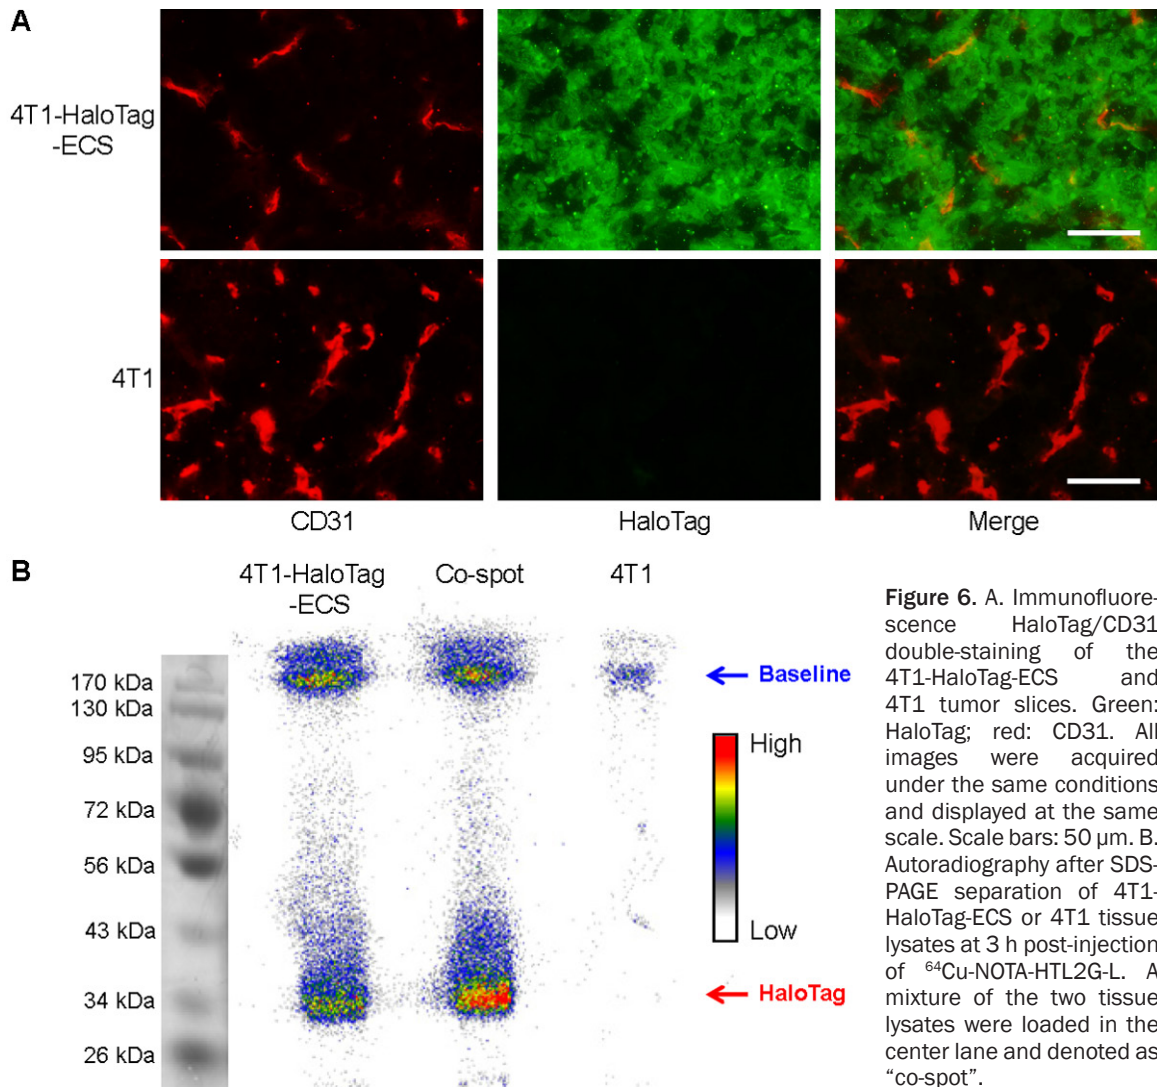 A
4T1-HaloTag
-ECS
4T1
CD31
HaloTag
Merge
B
4T1-HaloTag
-ECS
Co-spot
4T1
170 kDa
130 kDa
95 kDa
72 kDa
56 kDa
43 kDa
34 kDa
26 kDa
Baseline
High
Low
HaloTag
Figure 6. A. Immunofluore-
scence HaloTag/CD31
double-staining of the
4T1-HaloTag-ECS and
4T1 tumor slices. Green:
HaloTag; red: CD31. All
images were acquired
under the same conditions
and displayed at the same
scale. Scale bars: 50 μm. B.
Autoradiography after SDS-
PAGE separation of 4T1-
HaloTag-ECS or 4T1 tissue
lysates at 3 h post-injection
of ⁶⁴Cu-NOTA-HTL2G-L. A
mixture of the two tissue
lysates were loaded in the
center lane and denoted as
“co-spot”.